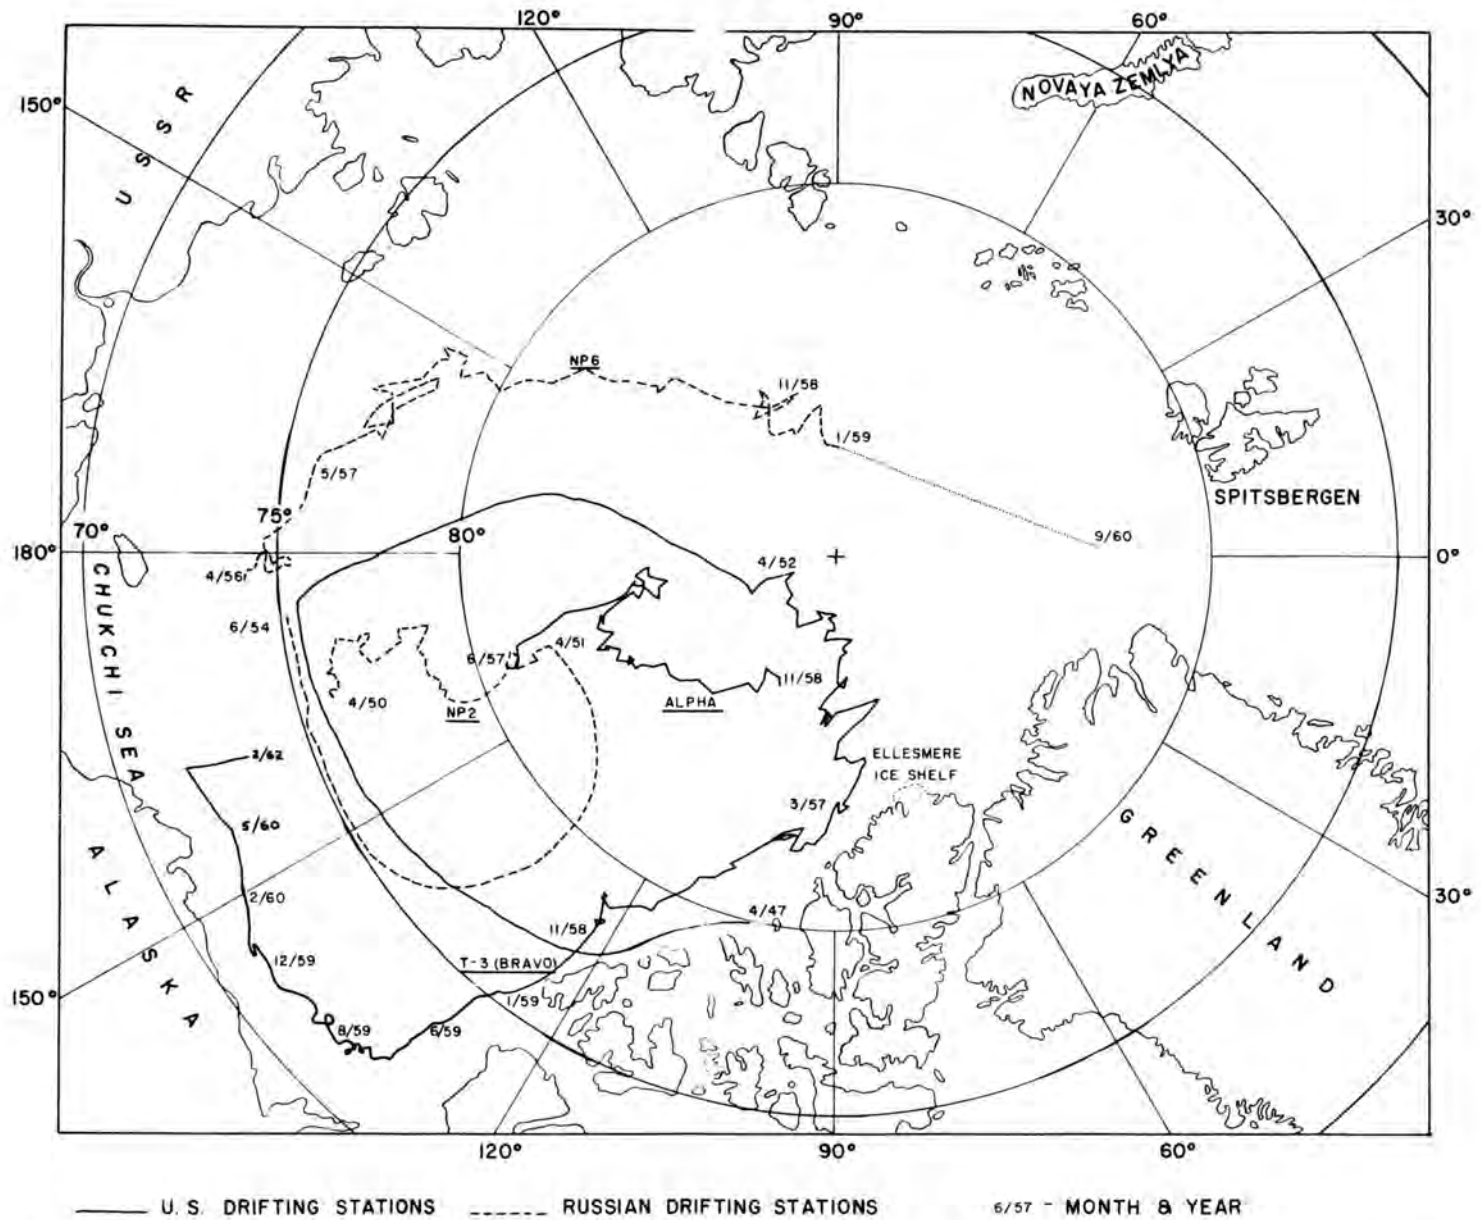 120° 90° 60°
NOVAYA ZEMLYA
150°
USSR
30°
NP6
11/58
1/59
5/57
SPITSBERGEN
75°
70° 80°
180° 0°
9/60
4/56
4/52
CHUKCHI SEA
6/54
4/51
6/57
11/58
4/50
NP2
ALPHA
3/62
ELLESMERE
ICE SHELF
3/57
5/60
GREENLAND
ALASKA
2/60
30°
4/47
11/58
12/59
T-3 (BRAVO)
150°
1/59
8/59
6/59
120° 90° 60°
U.S. DRIFTING STATIONS RUSSIAN DRIFTING STATIONS 6/57 - MONTH & YEAR